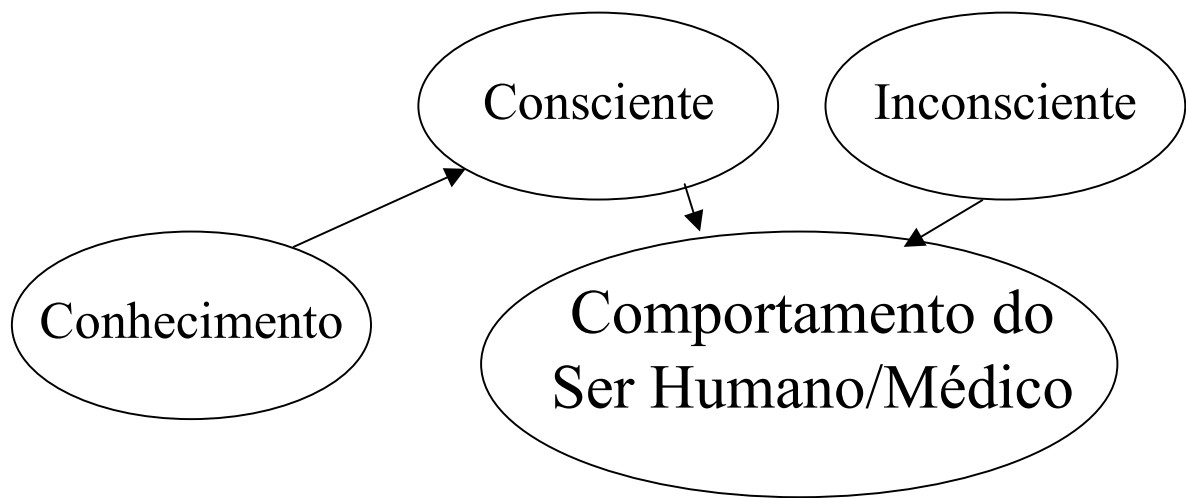 Consciente
Inconsciente
Conhecimento
Comportamento do
Ser Humano/Médico